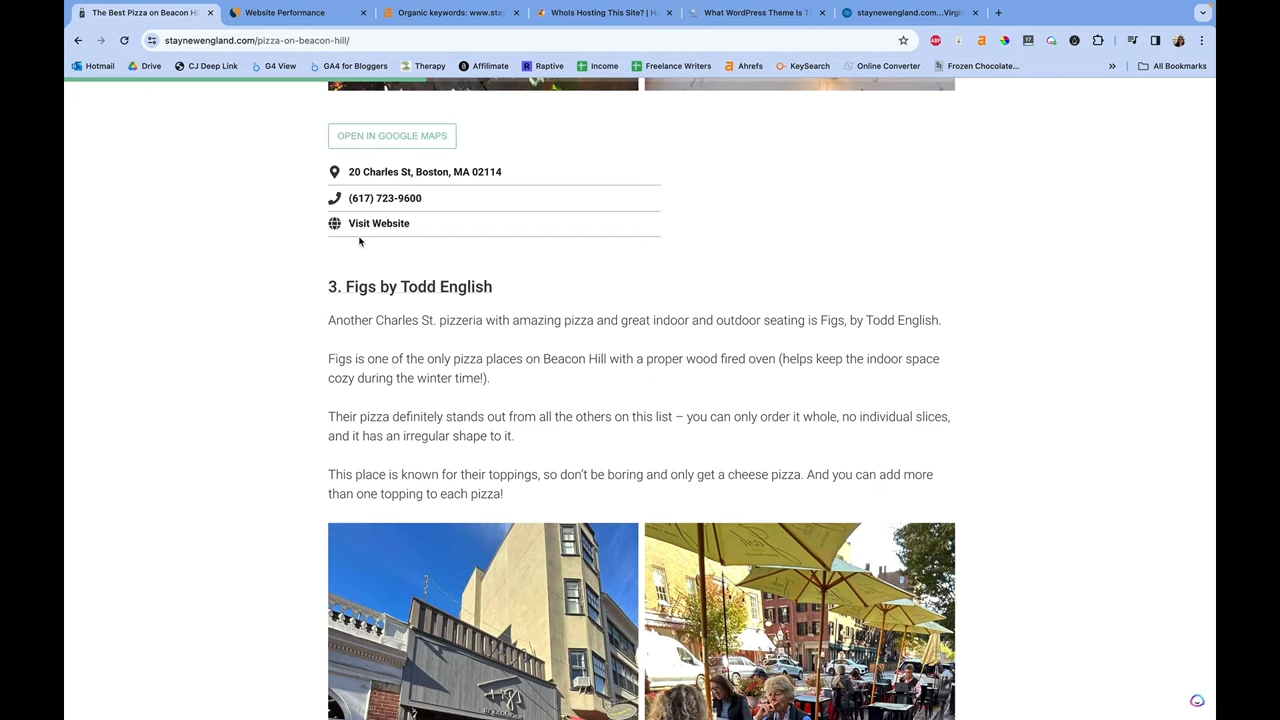 The Best Pizza on Beacon Hi
Website Performance
Organic keywords: www.stay
WhoIs Hosting This Site? | H
What WordPress Theme Is T
staynewengland.com...Virgi
staynewengland.com/pizza-on-beacon-hill/
ABP
Hotmail
Drive
CJ Deep Link
G4 View
GA4 for Bloggers
Therapy
Affilimate
Raptive
Income
Freelance Writers
Ahrefs
KeySearch
Online Converter
Frozen Chocolate...
All Bookmarks
OPEN IN GOOGLE MAPS
20 Charles St, Boston, MA 02114
(617) 723-9600
Visit Website
3. Figs by Todd English
Another Charles St. pizzeria with amazing pizza and great indoor and outdoor seating is Figs, by Todd English.
Figs is one of the only pizza places on Beacon Hill with a proper wood fired oven (helps keep the indoor space
cozy during the winter time!).
Their pizza definitely stands out from all the others on this list – you can only order it whole, no individual slices,
and it has an irregular shape to it.
This place is known for their toppings, so don’t be boring and only get a cheese pizza. And you can add more
than one topping to each pizza!